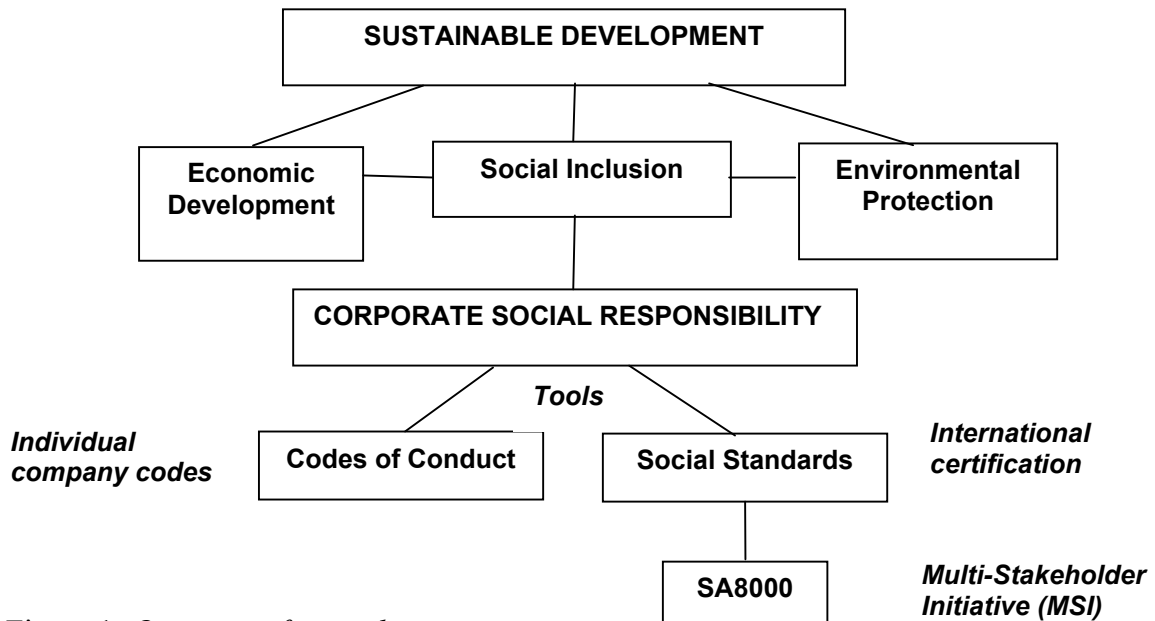 SUSTAINABLE DEVELOPMENT
Economic
Development
Social Inclusion
Environmental
Protection
CORPORATE SOCIAL RESPONSIBILITY
Tools
Individual
company codes
Codes of Conduct
Social Standards
International
certification
SA8000
Multi-Stakeholder
Initiative (MSI)